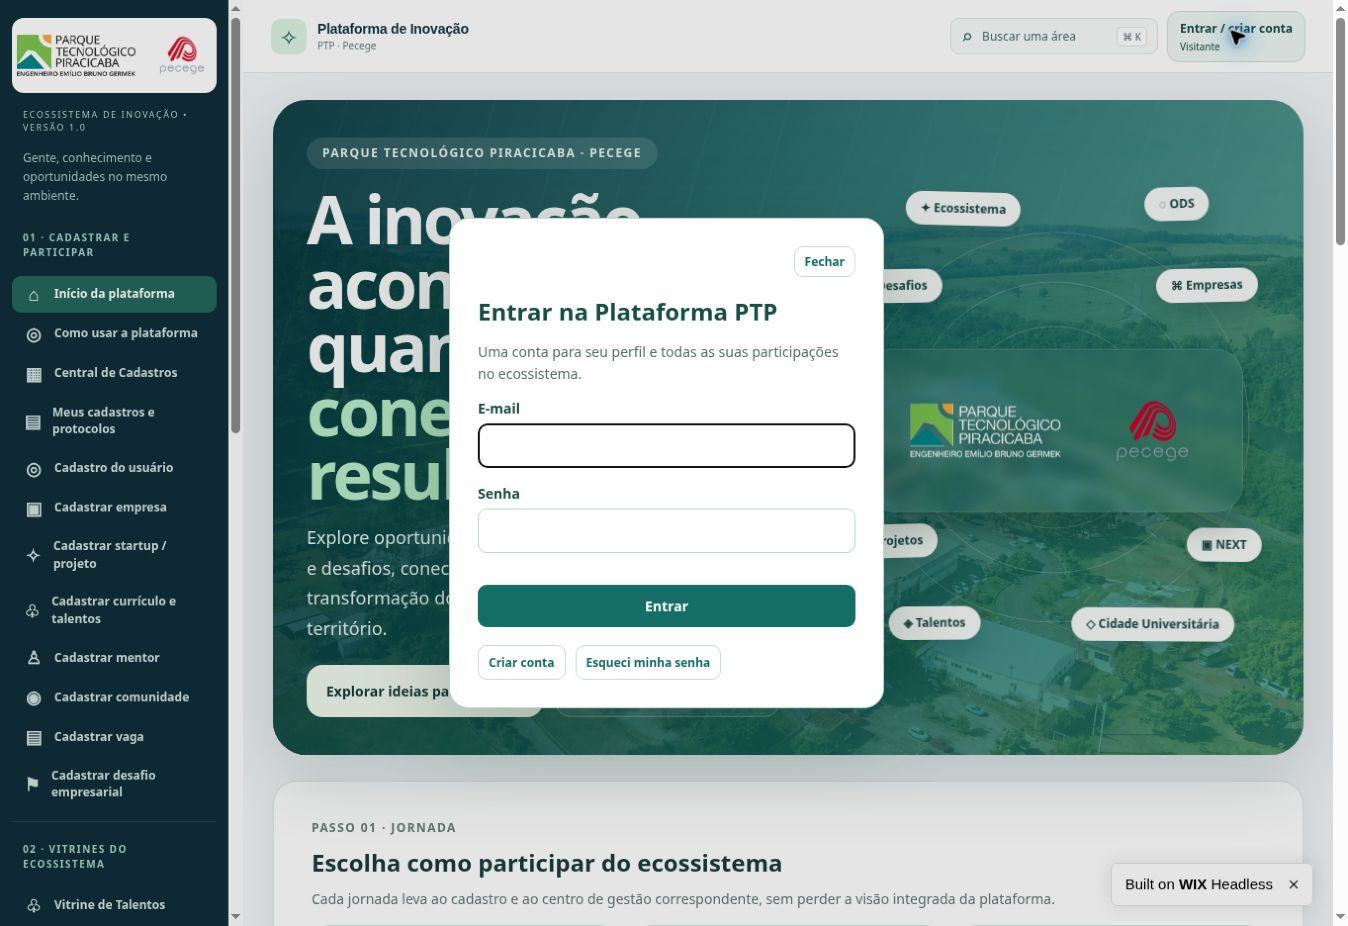 PARQUE
TECNOLÓGICO
PIRACICABA
ENGENHEIRO EMÍLIO BRUNO GERMEK
pecege
ECOSSISTEMA DE INOVAÇÃO •
VERSÃO 1.0
Gente, conhecimento e
oportunidades no mesmo
ambiente.
01 · CADASTRAR E
PARTICIPAR
Início da plataforma
Como usar a plataforma
Central de Cadastros
Meus cadastros e
protocolos
Cadastro do usuário
Cadastrar empresa
Cadastrar startup /
projeto
Cadastrar currículo e
talentos
Cadastrar mentor
Cadastrar comunidade
Cadastrar vaga
Cadastrar desafio
empresarial
02 · VITRINES DO
ECOSSISTEMA
Vitrine de Talentos
Plataforma de Inovação
PTP · Pecege
Buscar uma área
⌘ K
Entrar / criar conta
Visitante
PARQUE TECNOLÓGICO PIRACICABA · PECEGE
A inovação
acon
quan
cone
resul
Explore oportuni
e desafios, conec
transformação do
território.
Explorar ideias pa
Ecossistema
ODS
esafios
Empresas
PARQUE
TECNOLÓGICO
PIRACICABA
ENGENHEIRO EMÍLIO BRUNO GERMEK
pecege
rojetos
NEXT
Talentos
Cidade Universitária
Fechar
Entrar na Plataforma PTP
Uma conta para seu perfil e todas as suas participações
no ecossistema.
E-mail
Senha
Entrar
Criar conta
Esqueci minha senha
PASSO 01 · JORNADA
Escolha como participar do ecossistema
Cada jornada leva ao cadastro e ao centro de gestão correspondente, sem perder a visão integrada da plataforma.
Built on WIX Headless ×